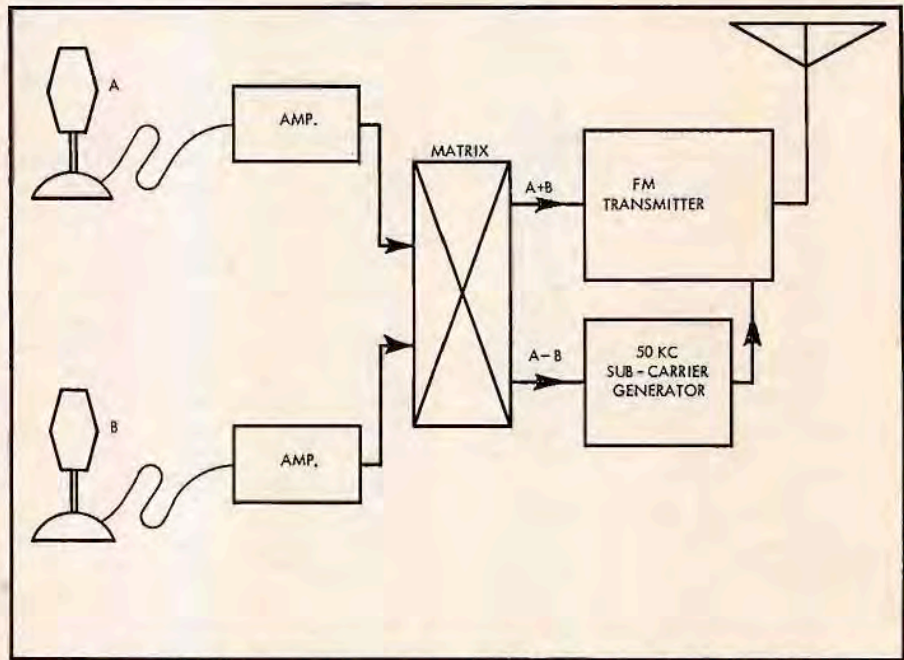 A
AMP.
MATRIX
A+B
FM
TRANSMITTER
A-B
50 KC
SUB-CARRIER
GENERATOR
B
AMP.